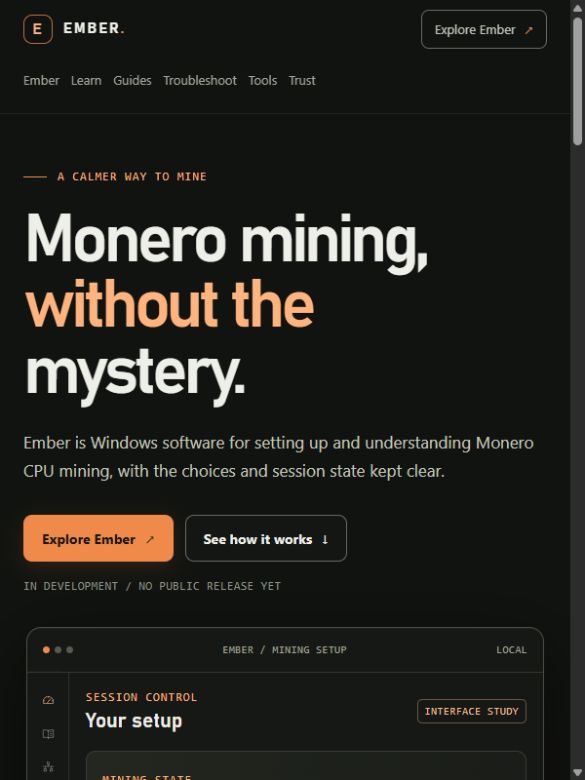 E EMBER.
Explore Ember ↗
Ember Learn Guides Troubleshoot Tools Trust
A CALMER WAY TO MINE
Monero mining,
without the
mystery.
Ember is Windows software for setting up and understanding Monero
CPU mining, with the choices and session state kept clear.
Explore Ember ↗
See how it works ↓
IN DEVELOPMENT / NO PUBLIC RELEASE YET
EMBER / MINING SETUP
LOCAL
SESSION CONTROL
Your setup
INTERFACE STUDY
MINING STATE